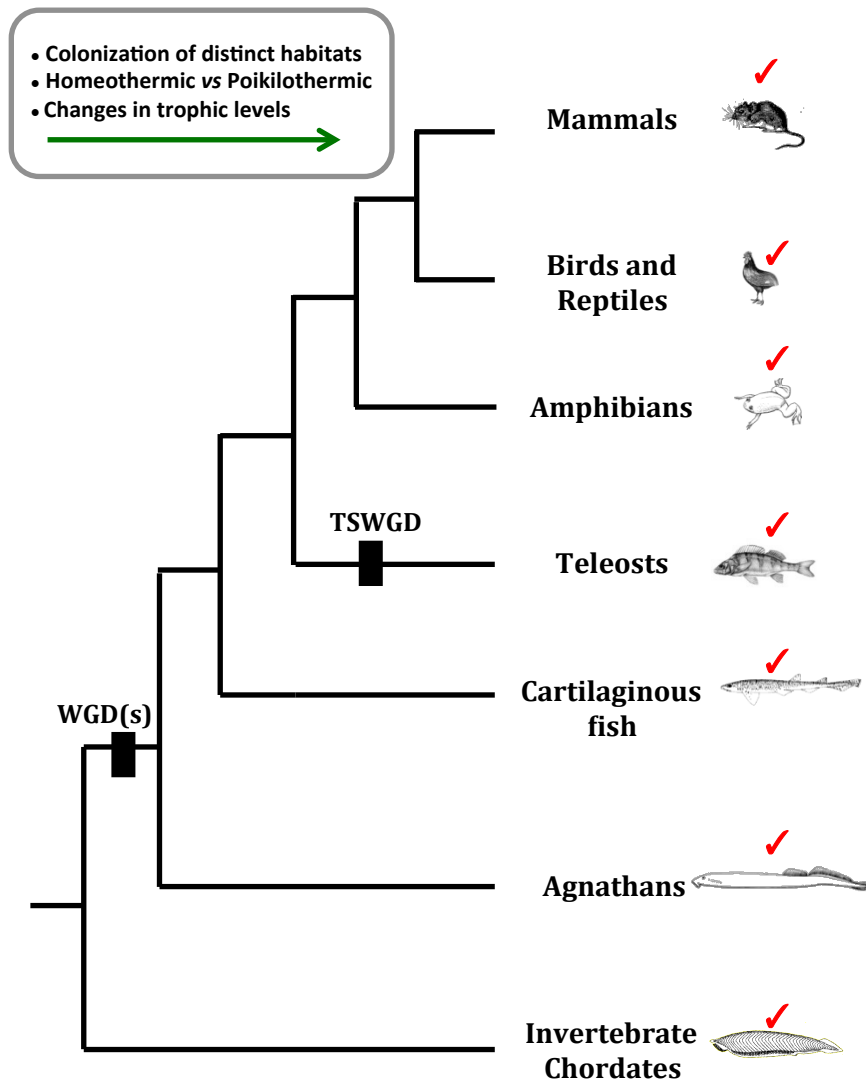 • Colonization of distinct habitats
• Homeothermic vs Poikilothermic
• Changes in trophic levels
Mammals
Birds and
Reptiles
Amphibians
TSWGD
Teleosts
Cartilaginous
fish
WGD(s)
Agnathans
Invertebrate
Chordates